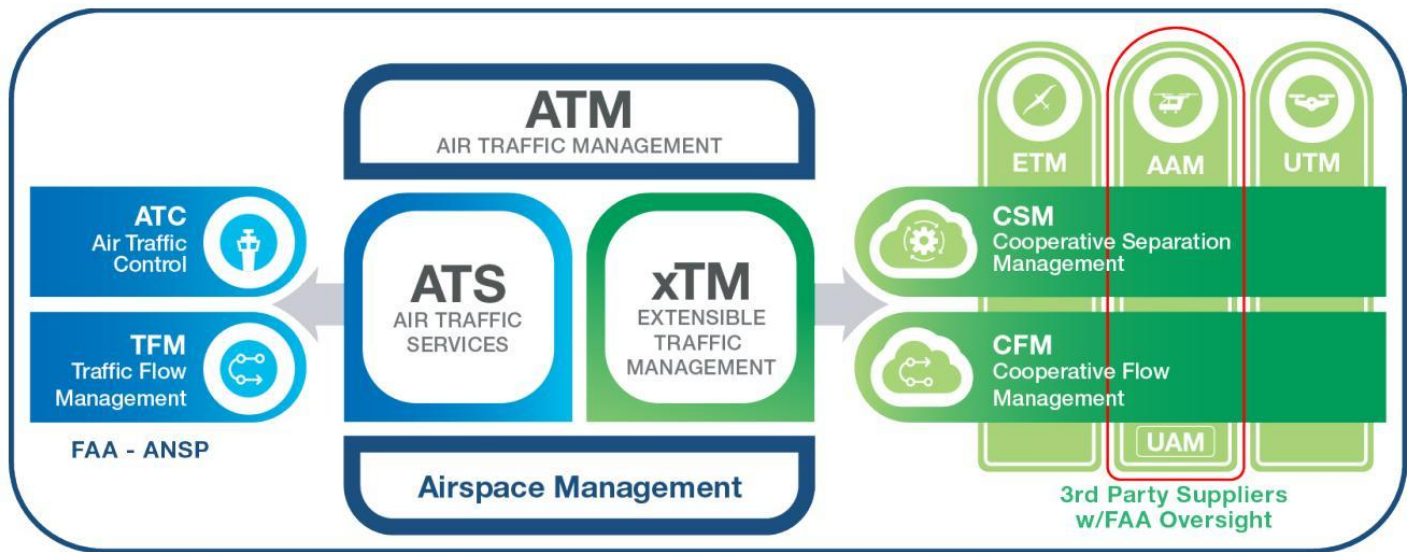 ATM
AIR TRAFFIC MANAGEMENT
ATC
Air Traffic
Control
TFM
Traffic Flow
Management
FAA - ANSP
ATS
AIR TRAFFIC
SERVICES
xTM
EXTENSIBLE
TRAFFIC
MANAGEMENT
Airspace Management
ETM
AAM
UTM
CSM
Cooperative Separation
Management
CFM
Cooperative Flow
Management
UAM
3rd Party Suppliers
w/FAA Oversight